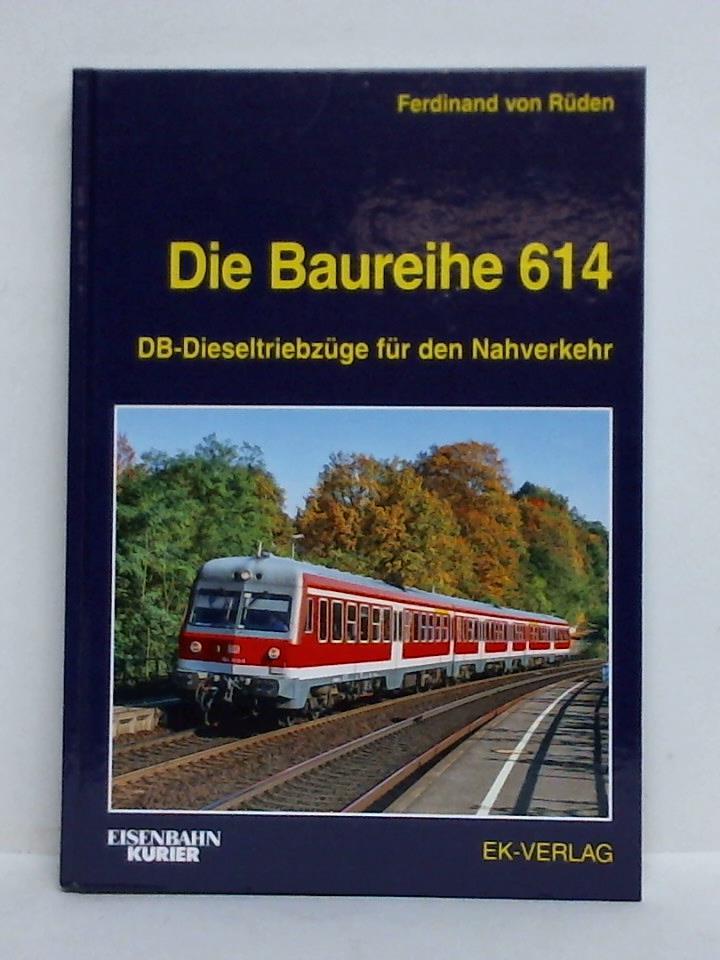 Ferdinand von Rüden
Die Baureihe 614
DB-Dieseltriebzüge für den Nahverkehr
EISENBAHN
KURIER
EK-VERLAG